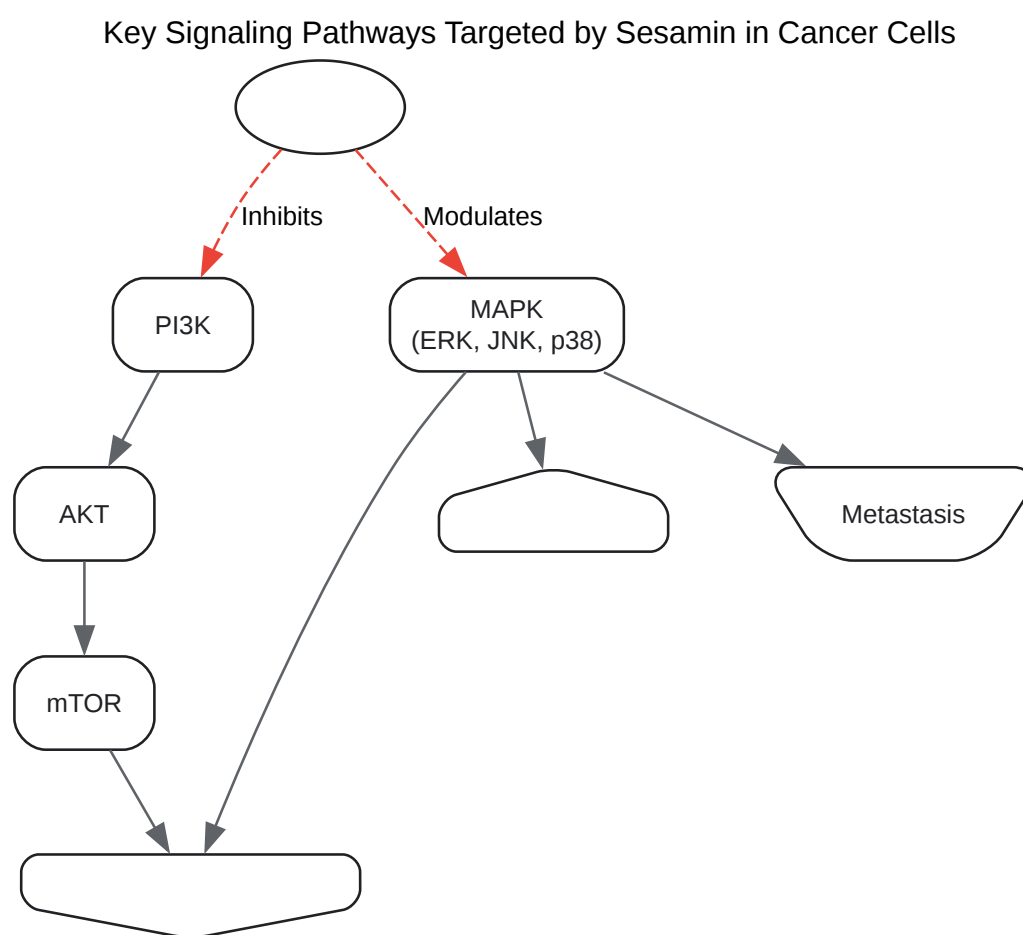 Key Signaling Pathways Targeted by Sesamin in Cancer Cells
Inhibits
Modulates
PI3K
MAPK
(ERK, JNK, p38)
AKT
Metastasis
mTOR